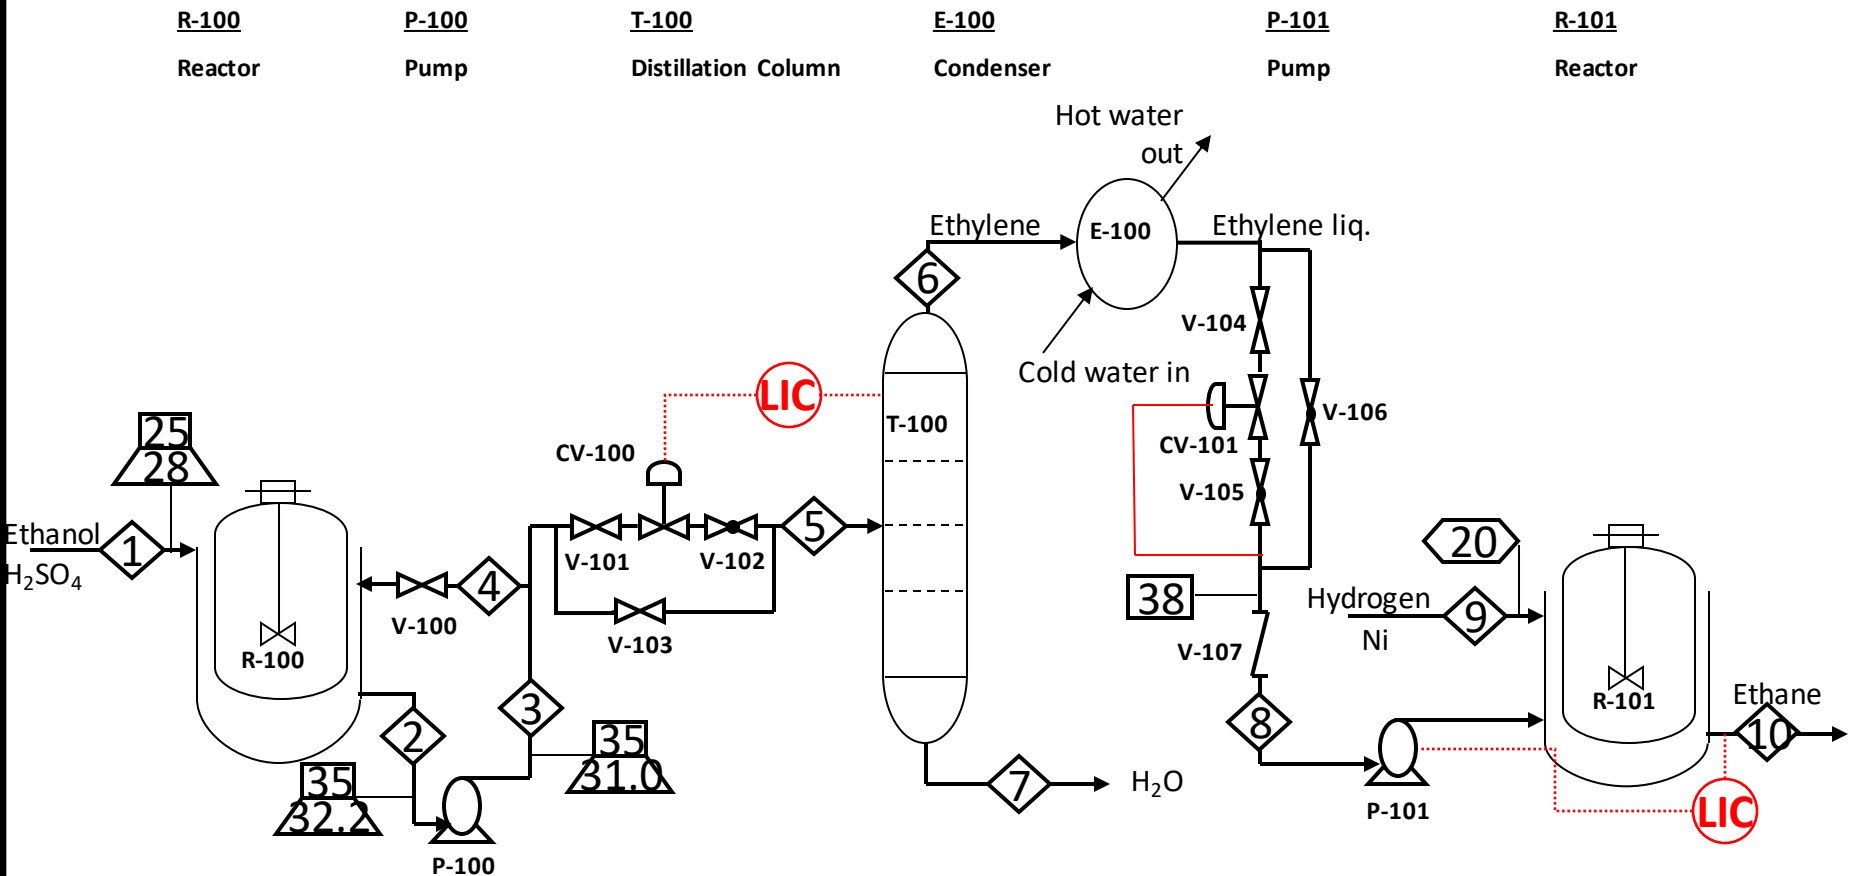 R-100 P-100 T-100 E-100 P-101 R-101
Reactor Pump Distillation Column Condenser Pump Reactor
Hot water
out
Ethylene
E-100
Ethylene liq.
6
V-104
Cold water in
LIC
T-100
CV-101
V-106
V-105
25
28
CV-100
Ethanol
1
H₂SO₄
R-100
4
V-100
V-101
V-102
5
V-103
38
V-107
20
Hydrogen
9
Ni
R-101
Ethane
10
3
2
35
31.0
35
32.2
P-100
7
H₂O
8
P-101
LIC